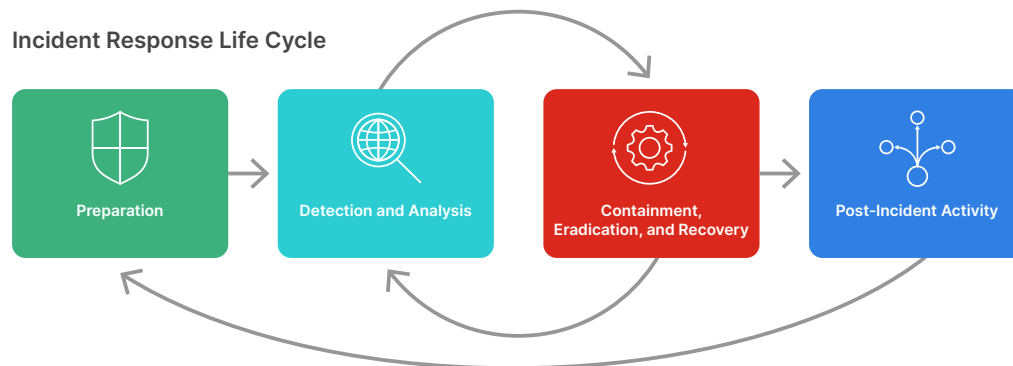 Incident Response Life Cycle
Preparation
Detection and Analysis
Containment,
Eradication, and Recovery
Post-Incident Activity